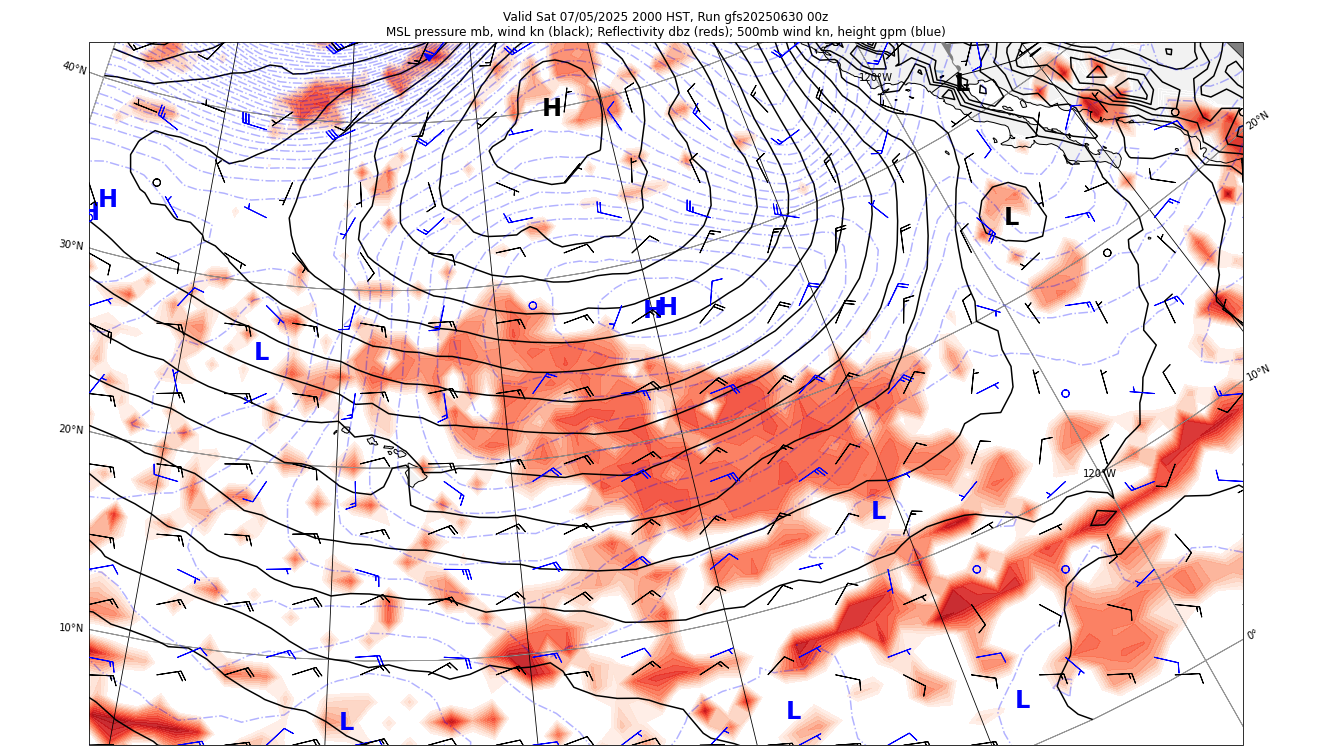 Valid Sat 07/05/2025 2000 HST, Run gfs20250630 00z
MSL pressure mb, wind kn (black); Reflectivity dbz (reds); 500mb wind kn, height gpm (blue)
40°N
120°W
L
H
20°N
H
H
L
30°N
H
H
L
10°N
20°N
120°W
L
10°N
0°
L
L
L